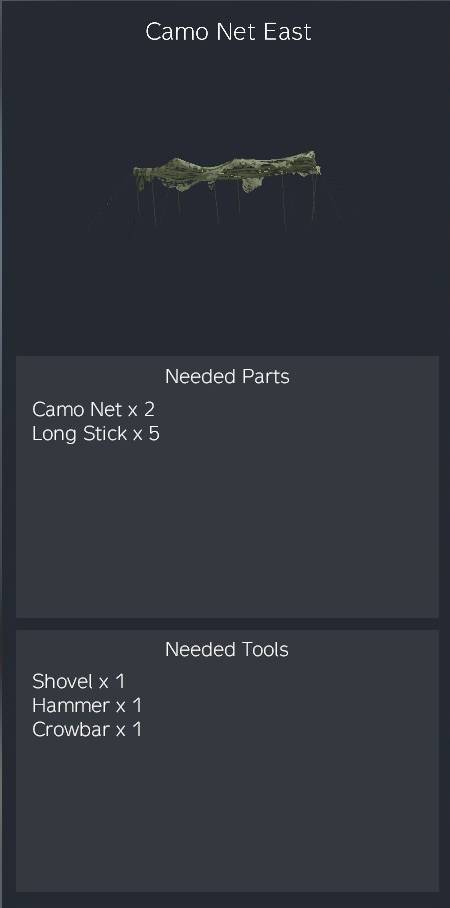 Camo Net East
Needed Parts
Camo Net x 2
Long Stick x 5
Needed Tools
Shovel x 1
Hammer x 1
Crowbar x 1